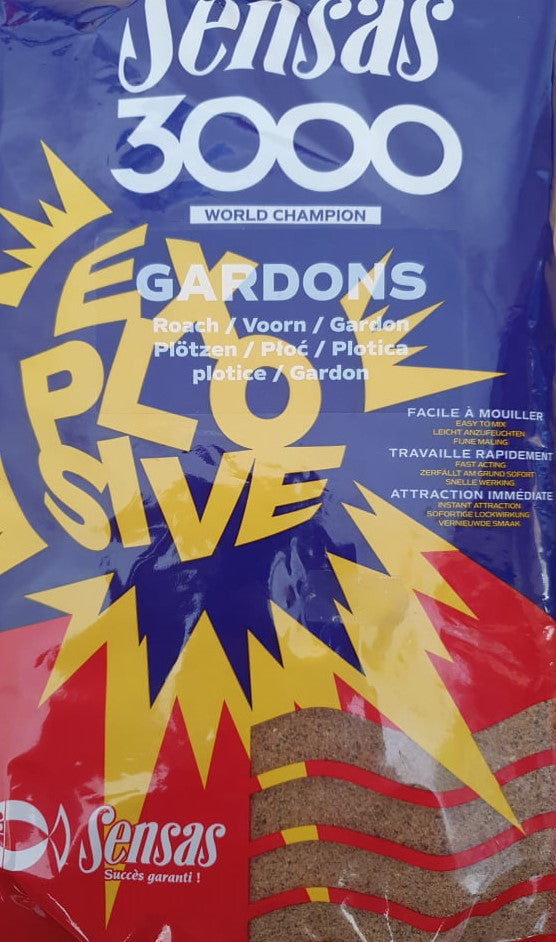 Sensas
3000
WORLD CHAMPION
EXPLOSIVE
GARDONS
Roach / Voorn / Gardon
Plötzen / Płoć / Plotica
plotice / Gardon
FACILE À MOUILLER
EASY TO MIX
LEICHT ANZUFEUCHTEN
FIJNE MALING
TRAVAILLE RAPIDEMENT
FAST ACTING
ZERFÄLLT AM GRUND SOFORT
SNELLE WERKING
ATTRACTION IMMÉDIATE
INSTANT ATTRACTION
SOFORTIGE LOCKWIRKUNG
VERNIEUWDE SMAAK
Sensas
Succès garanti !